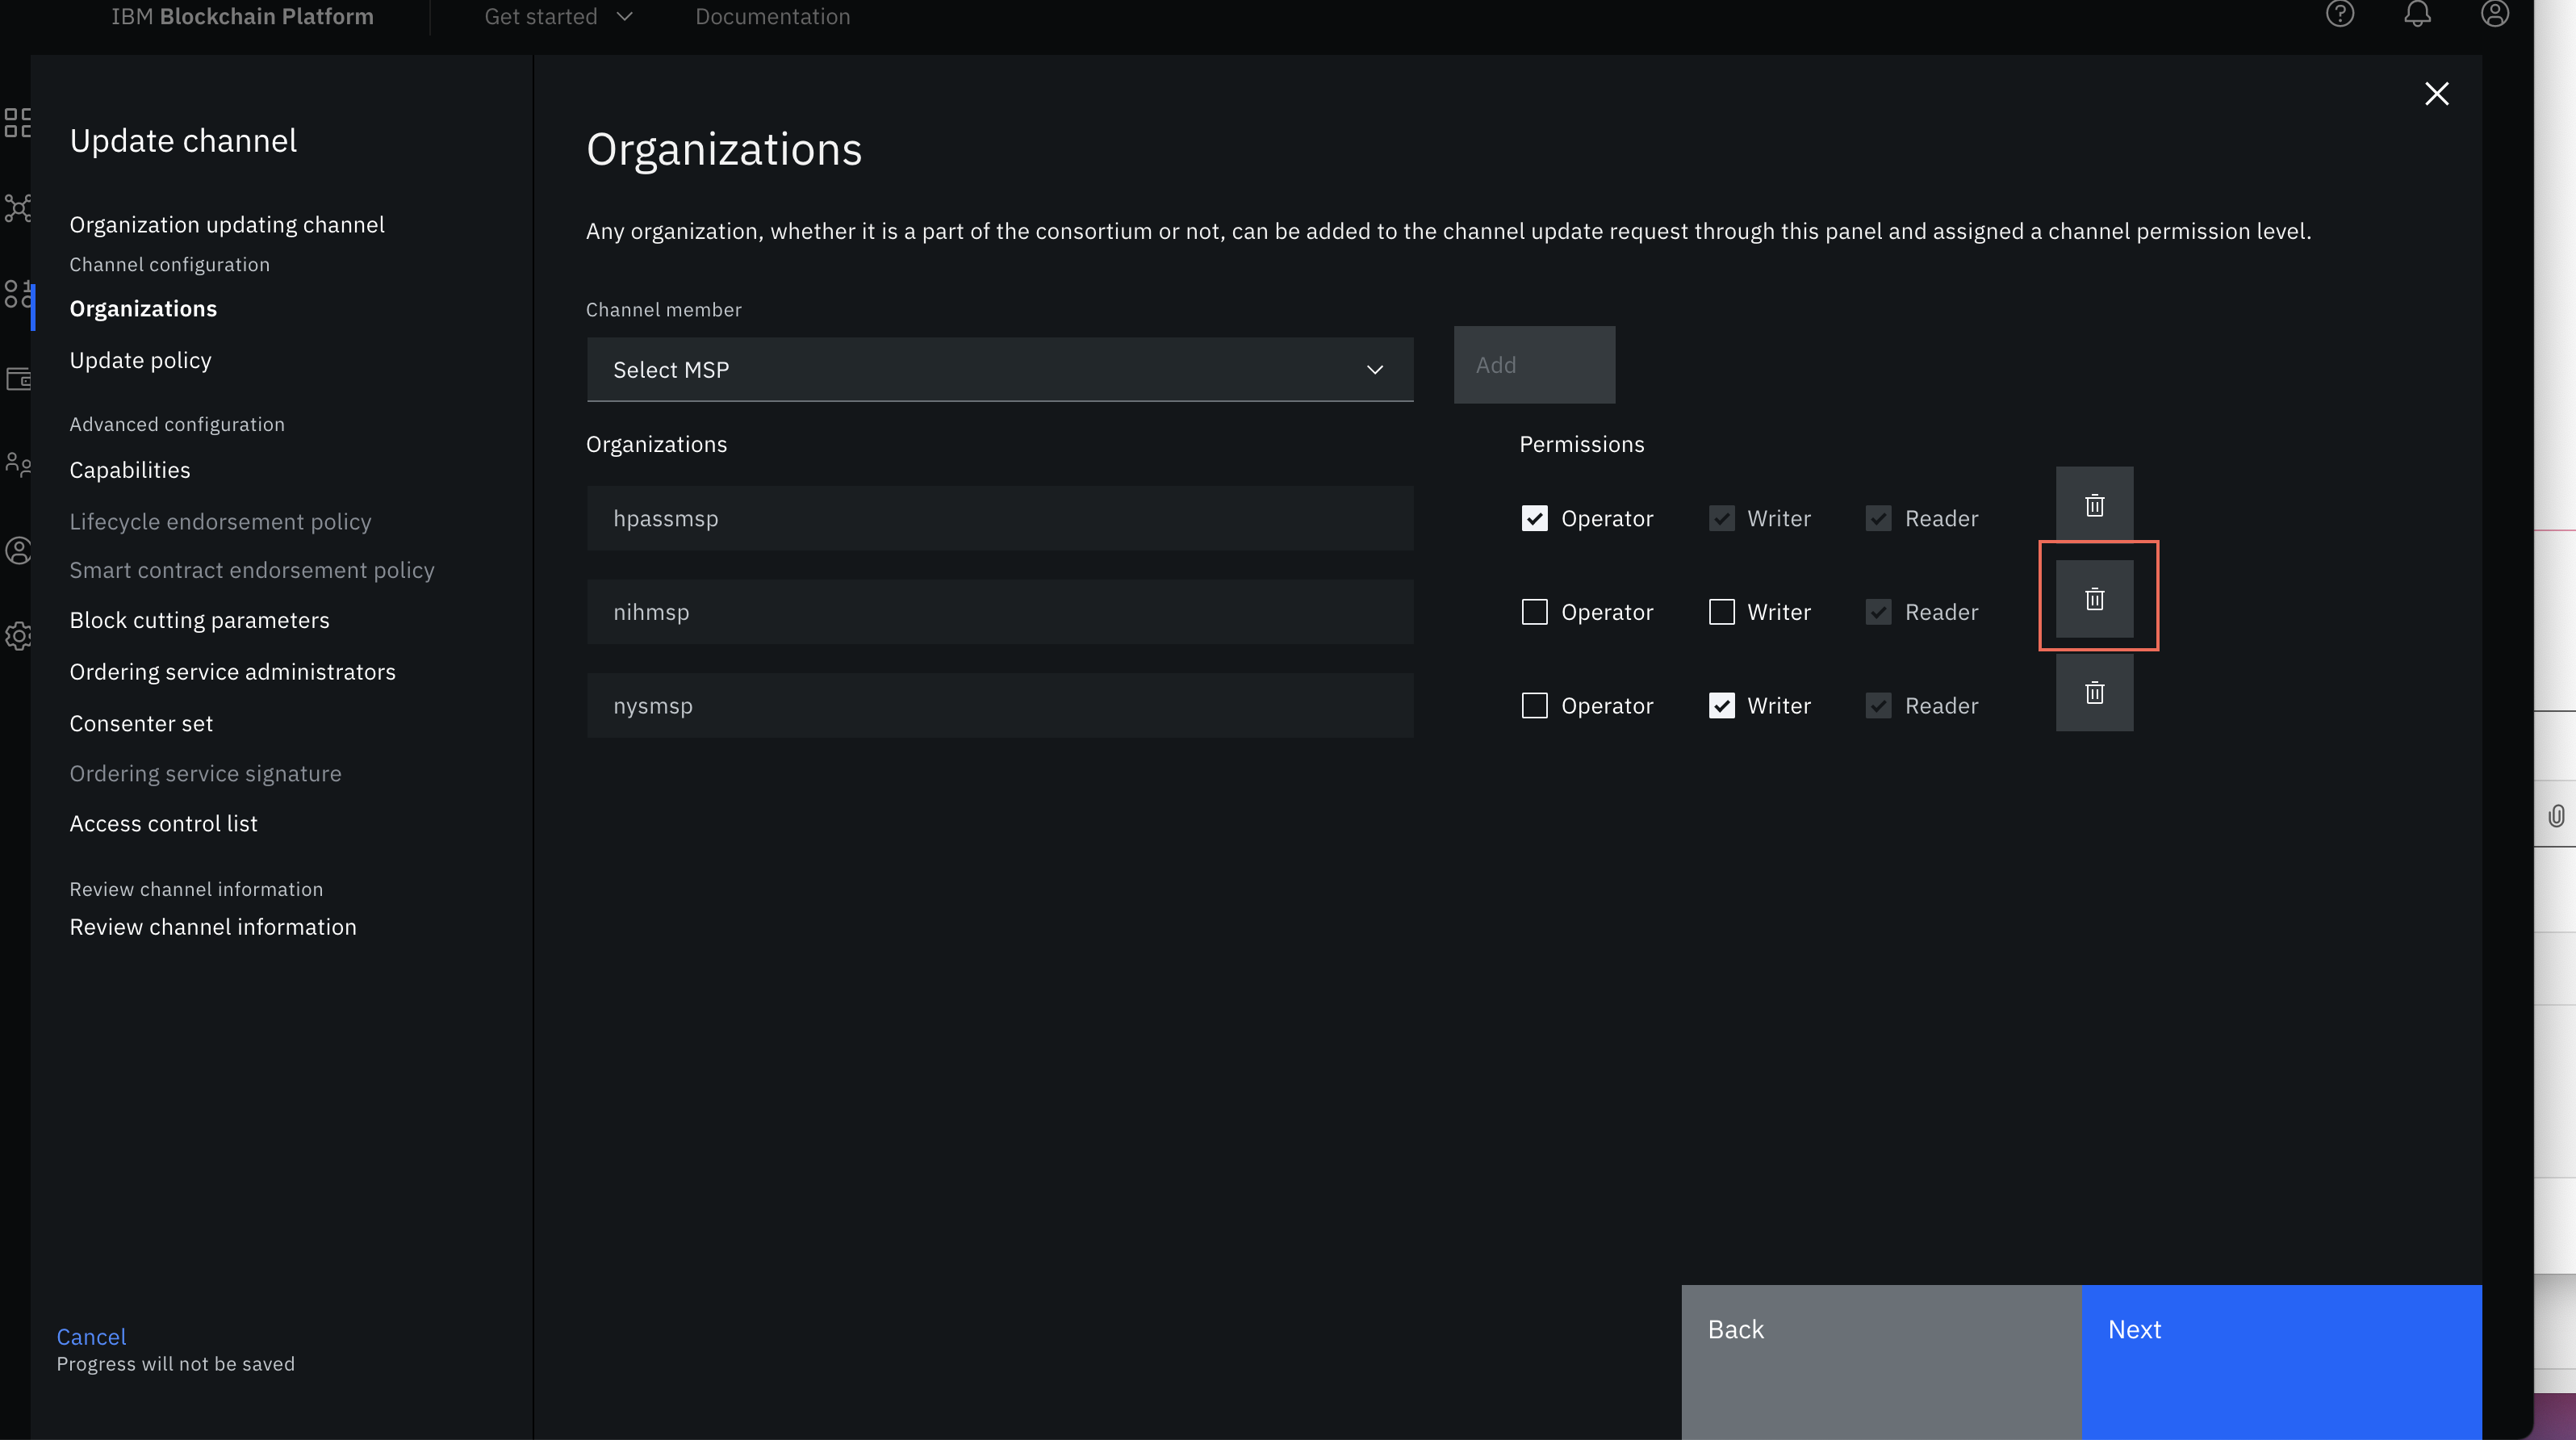 IBM Blockchain Platform
Get started
Documentation
Update channel
Organization updating channel
Channel configuration
Organizations
Update policy
Advanced configuration
Capabilities
Lifecycle endorsement policy
Smart contract endorsement policy
Block cutting parameters
Ordering service administrators
Consenter set
Ordering service signature
Access control list
Review channel information
Review channel information
Cancel
Progress will not be saved
Organizations
Any organization, whether it is a part of the consortium or not, can be added to the channel update request through this panel and assigned a channel permission level.
Channel member
Select MSP
Add
Organizations
Permissions
hpassmsp
Operator
Writer
Reader
nihmsp
Operator
Writer
Reader
nysmsp
Operator
Writer
Reader
Back
Next